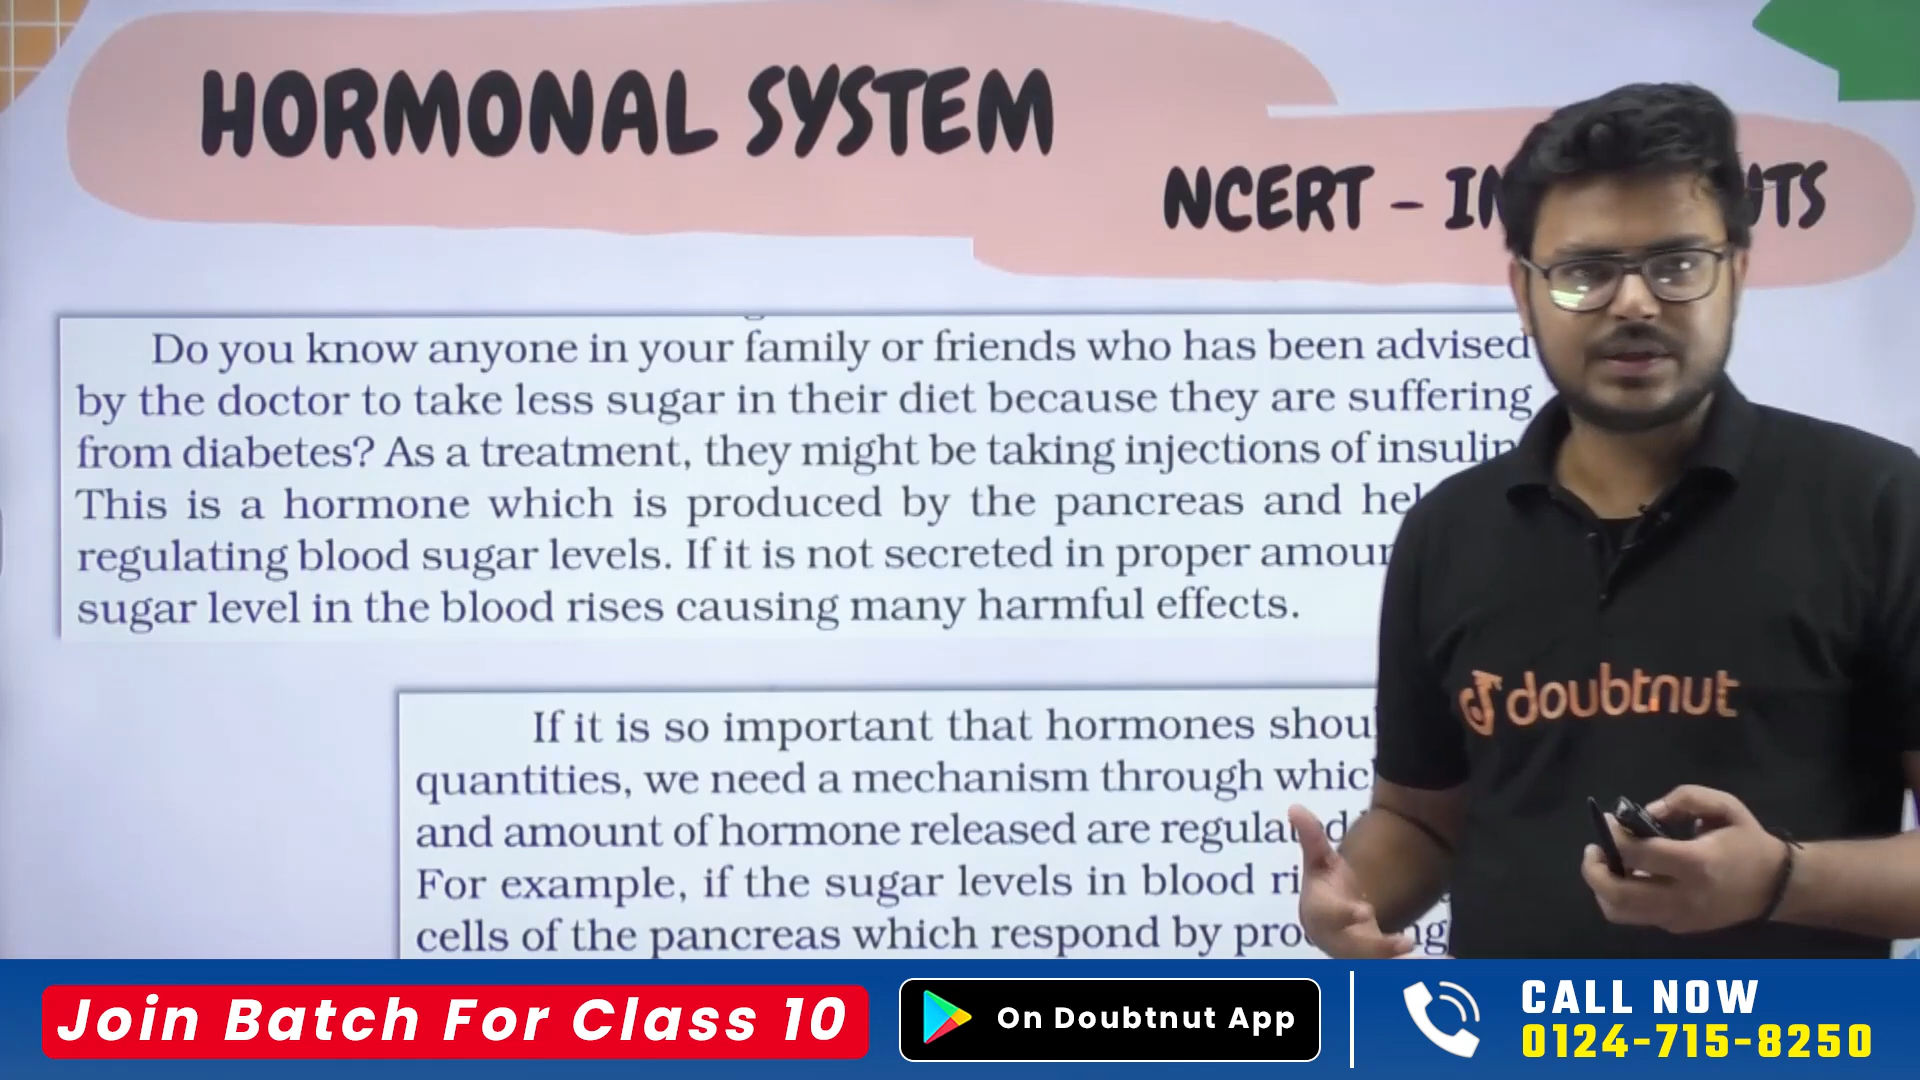 HORMONAL SYSTEM
NCERT -
Do you know anyone in your family or friends who has been advised
by the doctor to take less sugar in their diet because they are suffering
from diabetes? As a treatment, they might be taking injections of insulin
This is a hormone which is produced by the pancreas and
regulating blood sugar levels. If it is not secreted in proper
sugar level in the blood rises causing many harmful effects.
If it is so important that hormones
quantities, we need a mechanism through
and amount of hormone released are regulated
For example, if the sugar levels in blood
cells of the pancreas which respond by
doubtnut
Join Batch For Class 10
On Doubtnut App
CALL NOW
0124-715-8250